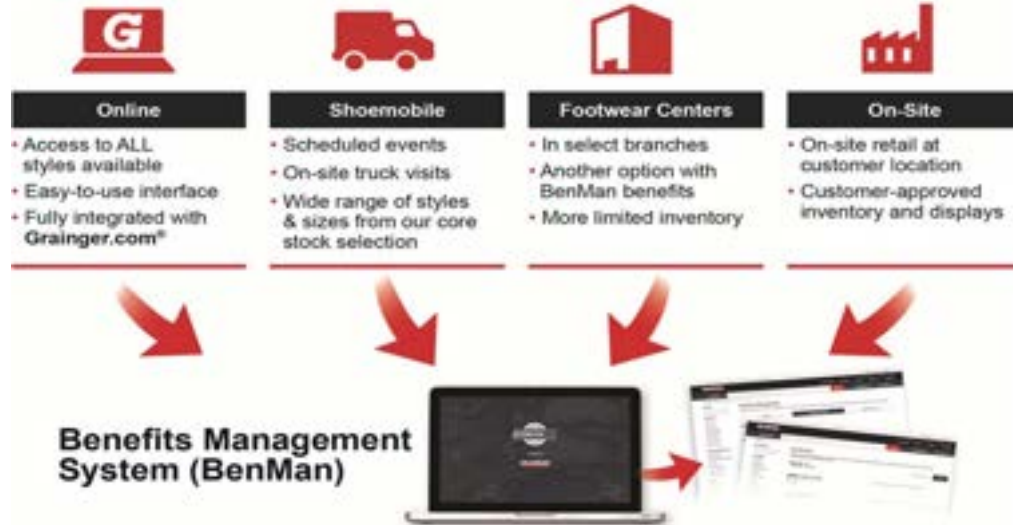 G
Online
• Access to ALL
styles available
• Easy-to-use interface
• Fully integrated with
Grainger.com®
Shoemobile
• Scheduled events
• On-site truck visits
• Wide range of styles
& sizes from our core
stock selection
Footwear Centers
• In select branches
• Another option with
BenMan benefits
• More limited inventory
On-Site
• On-site retail at
customer location
• Customer-approved
inventory and displays
Benefits Management
System (BenMan)